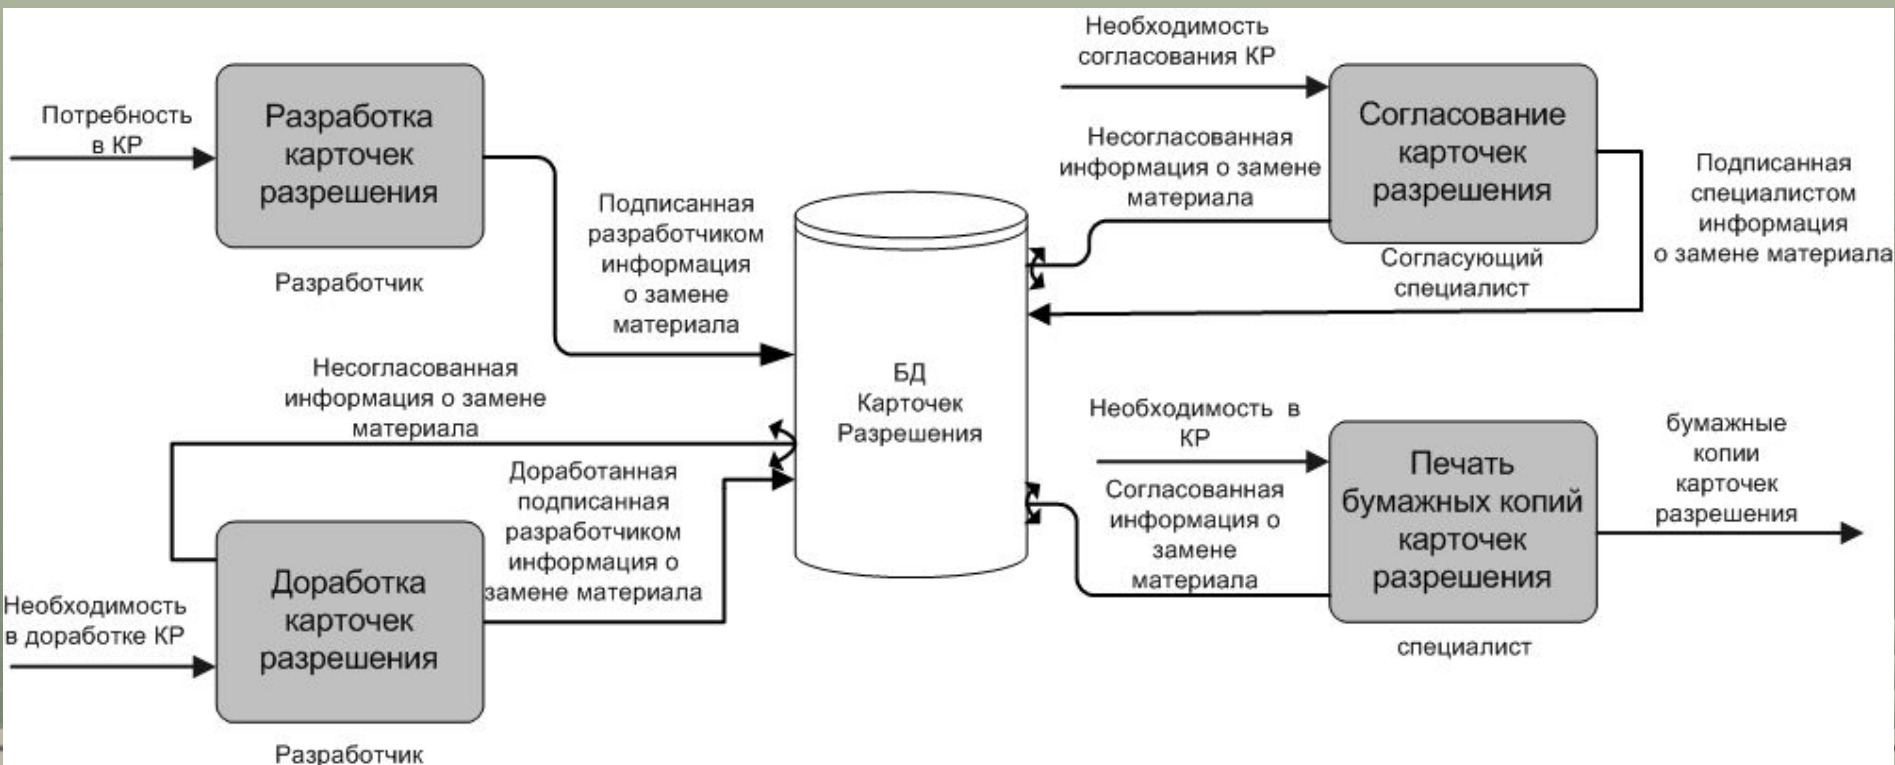 Потребность
в КР
Разработка
карточек
разрешения
Разработчик
Подписанная
разработчиком
информация
о замене
материала
Несогласованная
информация о замене
материала
Доработанная
подписанная
разработчиком
информация о
замене материала
Необходимость
в доработке КР
Доработка
карточек
разрешения
Разработчик
БД
Карточек
Разрешения
Необходимость
согласования КР
Несогласованная
информация о замене
материала
Согласование
карточек
разрешения
Согласующий
специалист
Подписанная
специалистом
информация
о замене материала
Необходимость в
КР
Согласованная
информация о
замене
материала
Печать
бумажных копий
карточек
разрешения
специалист
бумажные
копии
карточек
разрешения